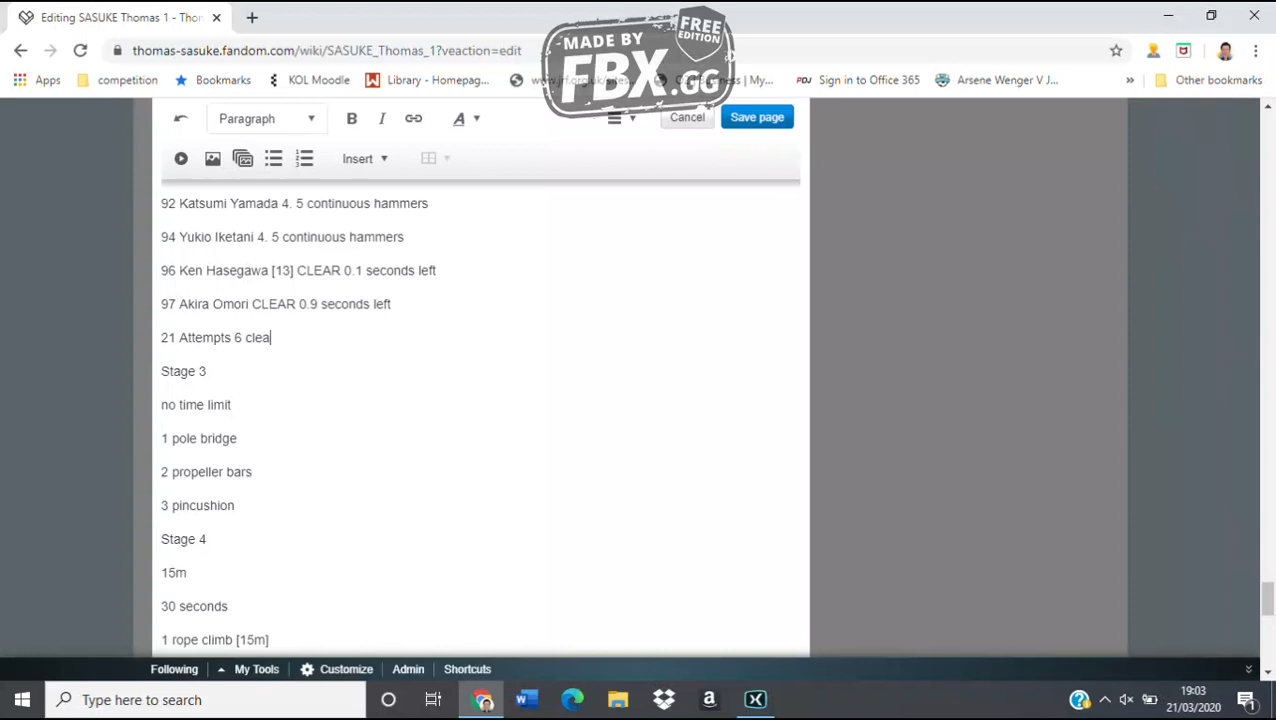 Editing SASUKE Thomas 1 - Thom
thomas-sasuke.fandom.com/wiki/SASUKE_Thomas_1?veaction=edit
MADE BY
FBX.GG
FREE
EDITION
Apps competition Bookmarks KOL Moodle Library - Homepag... Sign in to Office 365 Arsene Wenger V J... Other bookmarks
Paragraph B I A Cancel Save page
Insert
92 Katsumi Yamada 4. 5 continuous hammers
94 Yukio Iketani 4. 5 continuous hammers
96 Ken Hasegawa [13] CLEAR 0.1 seconds left
97 Akira Omori CLEAR 0.9 seconds left
21 Attempts 6 clea
Stage 3
no time limit
1 pole bridge
2 propeller bars
3 pincushion
Stage 4
15m
30 seconds
1 rope climb [15m]
Following My Tools Customize Admin Shortcuts
Type here to search
19:03
21/03/2020